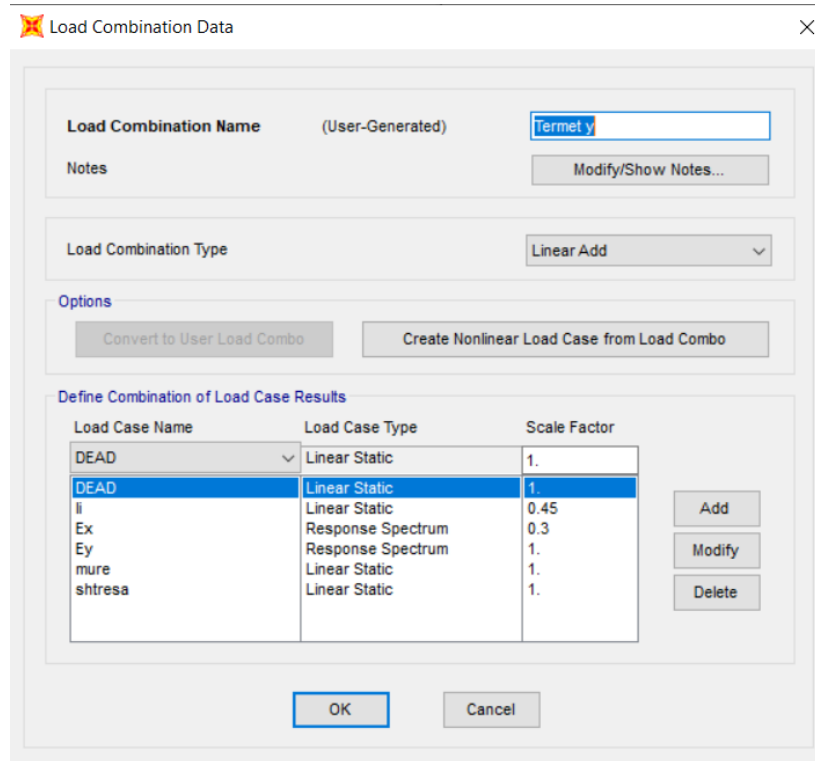 Load Combination Data
Load Combination Name (User-Generated) Termet y
Notes Modify/Show Notes...
Load Combination Type Linear Add
Options
Convert to User Load Combo Create Nonlinear Load Case from Load Combo
Define Combination of Load Case Results
Load Case Name Load Case Type Scale Factor
DEAD Linear Static 1.
DEAD Linear Static 1.
li Linear Static 0.45
Ex Response Spectrum 0.3
Ey Response Spectrum 1.
mure Linear Static 1.
shtresa Linear Static 1.
Add
Modify
Delete
OK Cancel